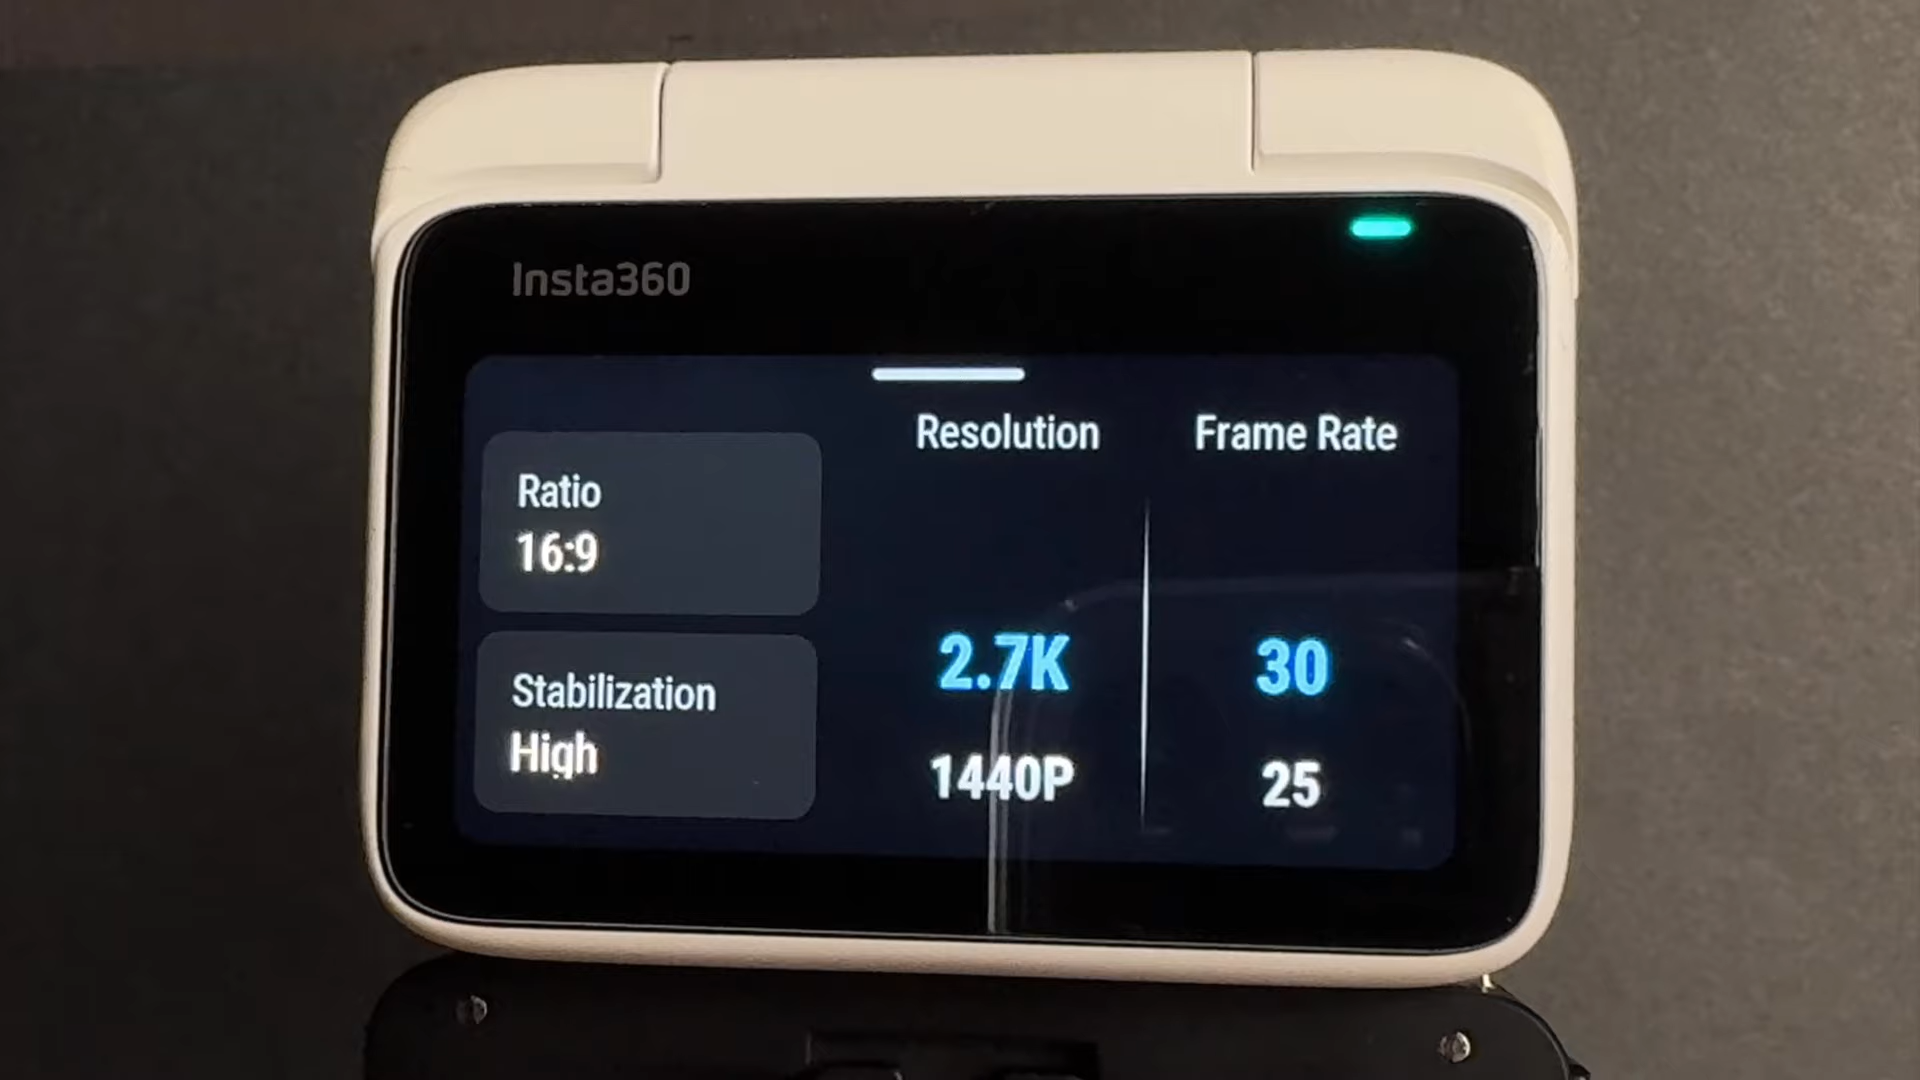 Insta360
Resolution
Frame Rate
Ratio
16:9
2.7K
30
Stabilization
High
1440P
25